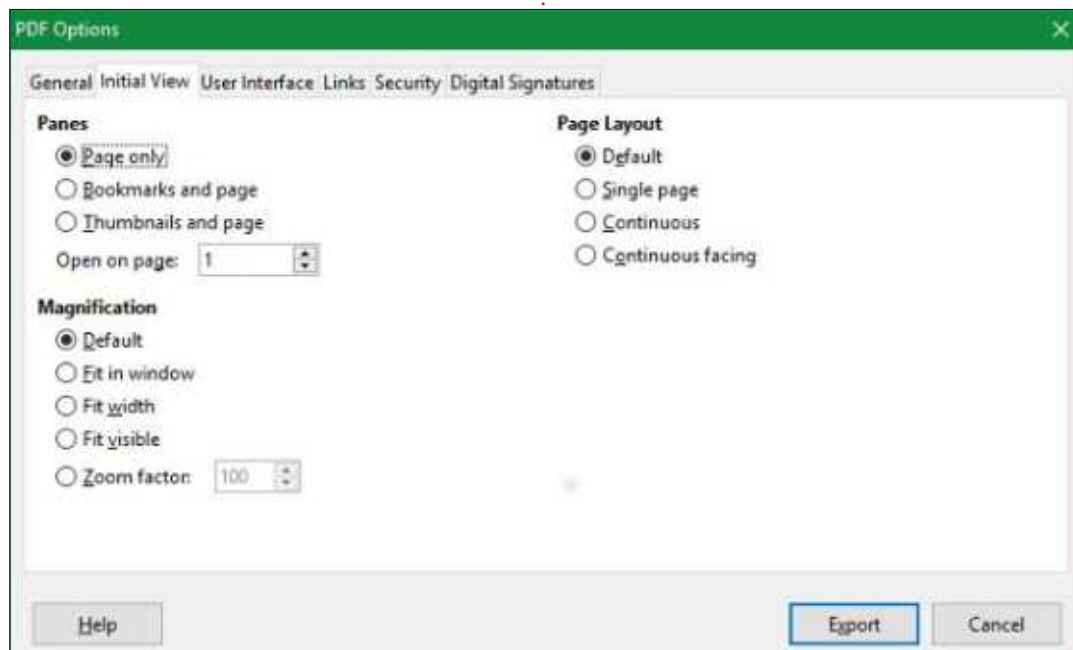 PDF Options
General Initial View User Interface Links Security Digital Signatures
Panes
Page only
Bookmarks and page
Thumbnails and page
Open on page: 1
Magnification
Default
Fit in window
Fit width
Fit visible
Zoom factor: 100
Page Layout
Default
Single page
Continuous
Continuous facing
Help
Export
Cancel